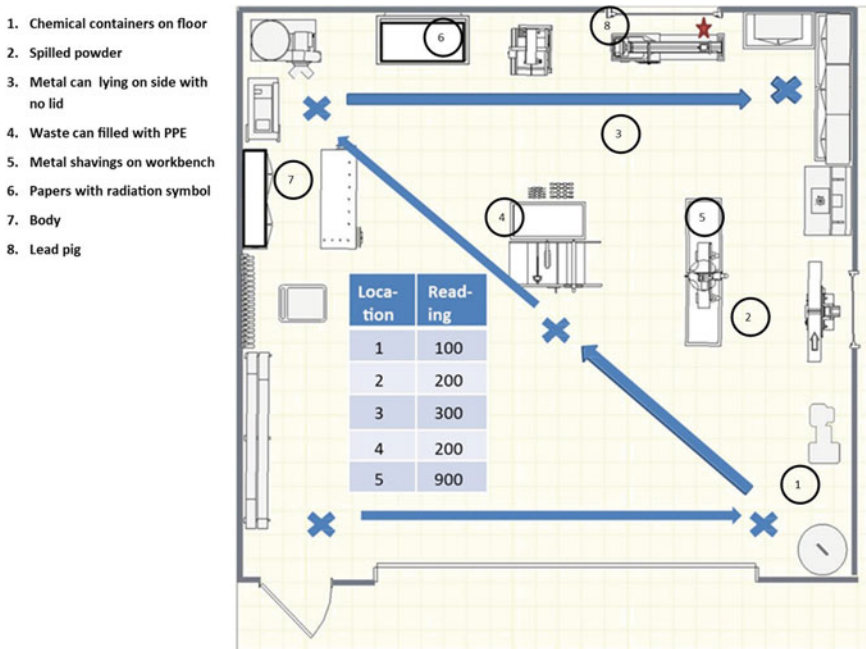 1. Chemical containers on floor
2. Spilled powder
3. Metal can lying on side with
no lid
4. Waste can filled with PPE
5. Metal shavings on workbench
6. Papers with radiation symbol
7. Body
8. Lead pig
6
8
3
7
4
5
2
1
Loca-
tion
Read-
ing
1 100
2 200
3 300
4 200
5 900